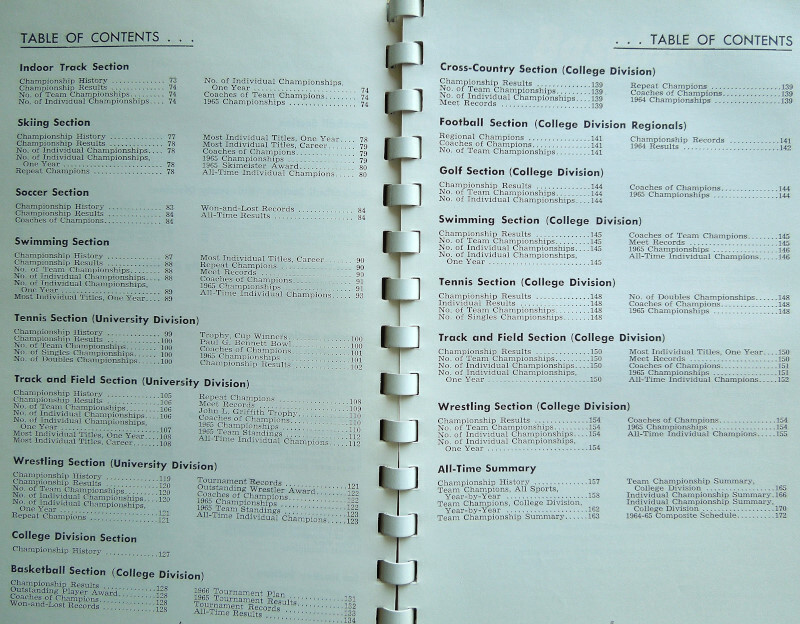 TABLE OF CONTENTS . . .
Indoor Track Section
Championship History ............ 73
Championship Results ............ 74
No. of Team Championships... 74
No. of Individual Championships.... 74
No. of Individual Championships,
One Year ............ 74
Coaches of Team Champions.... 74
1965 Championships ............ 74
Skiing Section
Championship History ............ 77
Championship Results ............ 78
No. of Individual Championships.... 78
No. of Individual Championships,
One Year ............ 78
Repeat Champions ............ 78
Most Individual Titles, One Year.... 78
Most Individual Titles, Career.... 79
Coaches of Champions............ 79
1965 Championships ............ 79
1965 Skimeister Award............ 80
All-Time Individual Champions.... 80
Soccer Section
Championship History ............ 83
Championship Results ............ 84
Coaches of Champions............ 84
Won-and-Lost Records ............ 84
All-Time Results ............ 84
Swimming Section
Championship History ............ 87
Championship Results ............ 88
No. of Team Championships.... 88
No. of Individual Championships.... 88
No. of Individual Championships,
One Year ............ 89
Most Individual Titles, One Year.... 89
Most Individual Titles, Career .... 90
Repeat Champions ............ 90
Meet Records ............ 90
Coaches of Champions............ 91
1965 Championships ............ 91
All-Time Individual Champions.... 93
Tennis Section (University Division)
Championship History ............ 99
Championship Results ............ 100
No. of Team Championships.... 100
No. of Singles Championships.... 100
No. of Doubles Championships.... 100
Trophy, Cup Winners ............ 100
Paul G. Bennett Bowl ............ 100
Coaches of Champions ............ 101
1965 Championships ............ 101
Championship Results ............ 102
Track and Field Section (University Division)
Championship History ............ 105
Championship Results ............ 106
No. of Team Championships.... 106
No. of Individual Championships.... 106
No. of Individual Championships,
One Year ............ 107
Most Individual Titles, One Year.... 108
Most Individual Titles, Career.... 108
Repeat Champions ............ 108
Meet Records ............ 109
John L. Griffith Trophy............ 110
Coaches of Champions............ 110
1965 Championships ............ 110
1965 Team Standings ............ 112
All-Time Individual Champions.... 112
Wrestling Section (University Division)
Championship History ............ 119
Championship Results ............ 120
No. of Team Championships.... 120
No. of Individual Championships.... 120
No. of Individual Championships,
One Year ............ 121
Repeat Champions ............ 121
Tournament Records ............ 121
Outstanding Wrestler Award.... 122
Coaches of Champions ............ 122
1965 Championships ............ 122
1965 Team Standings ............ 123
All-Time Individual Champions.... 123
College Division Section
Championship History ............ 127
Basketball Section (College Division)
Championship Results ............ 128
Outstanding Player Award............ 128
Coaches of Champions............ 128
Won-and-Lost Records ............ 128
1966 Tournament Plan ............ 131
1965 Tournament Results............ 132
Tournament Records ............ 133
All-Time Results ............ 134
. . . TABLE OF CONTENTS
Cross-Country Section (College Division)
Championship Results ............139
No. of Team Championships....139
No. of Individual Championships....139
Meet Records ............139
Repeat Champions ............139
Coaches of Champions............139
1964 Championships ............139
Football Section (College Division Regionals)
Regional Champions ............141
Coaches of Champions............141
No. of Team Championships....141
Championship Records ............141
1964 Results ............142
Golf Section (College Division)
Championship Results ............144
No. of Team Championships....144
No. of Individual Championships....144
Coaches of Champions............144
1965 Championships ............144
Swimming Section (College Division)
Championship Results ............145
No. of Team Championships....145
No. of Individual Championships....145
No. of Individual Championships,
One Year ............145
Coaches of Team Champions....145
Meet Records ............145
1965 Championships ............146
All-Time Individual Champions....146
Tennis Section (College Division)
Championship Results ............148
Individual Results ............148
No. of Team Championships....148
No. of Singles Championships....148
No. of Doubles Championships....148
Coaches of Champions............148
1965 Championships ............148
Track and Field Section (College Division)
Championship Results ............150
No. of Team Championships....150
No. of Individual Championships....150
No. of Individual Championships,
One Year ............150
Most Individual Titles, One Year....150
Meet Records ............150
Coaches of Champions............151
1965 Championships ............151
All-Time Individual Champions....152
Wrestling Section (College Division)
Championship Results ............154
No. of Team Championships....154
No. of Individual Championships....154
No. of Individual Championships,
One Year ............154
Coaches of Champions............154
1965 Championships ............154
All-Time Individual Champions....155
All-Time Summary
Championship History ............157
Team Champions, All Sports,
Year-by-Year ............158
Team Champions, College Division,
Year-by-Year ............162
Team Championship Summary............163
Team Championship Summary,
College Division ............165
Individual Championship Summary.166
Individual Championship Summary,
College Division ............170
1964-65 Composite Schedule............172